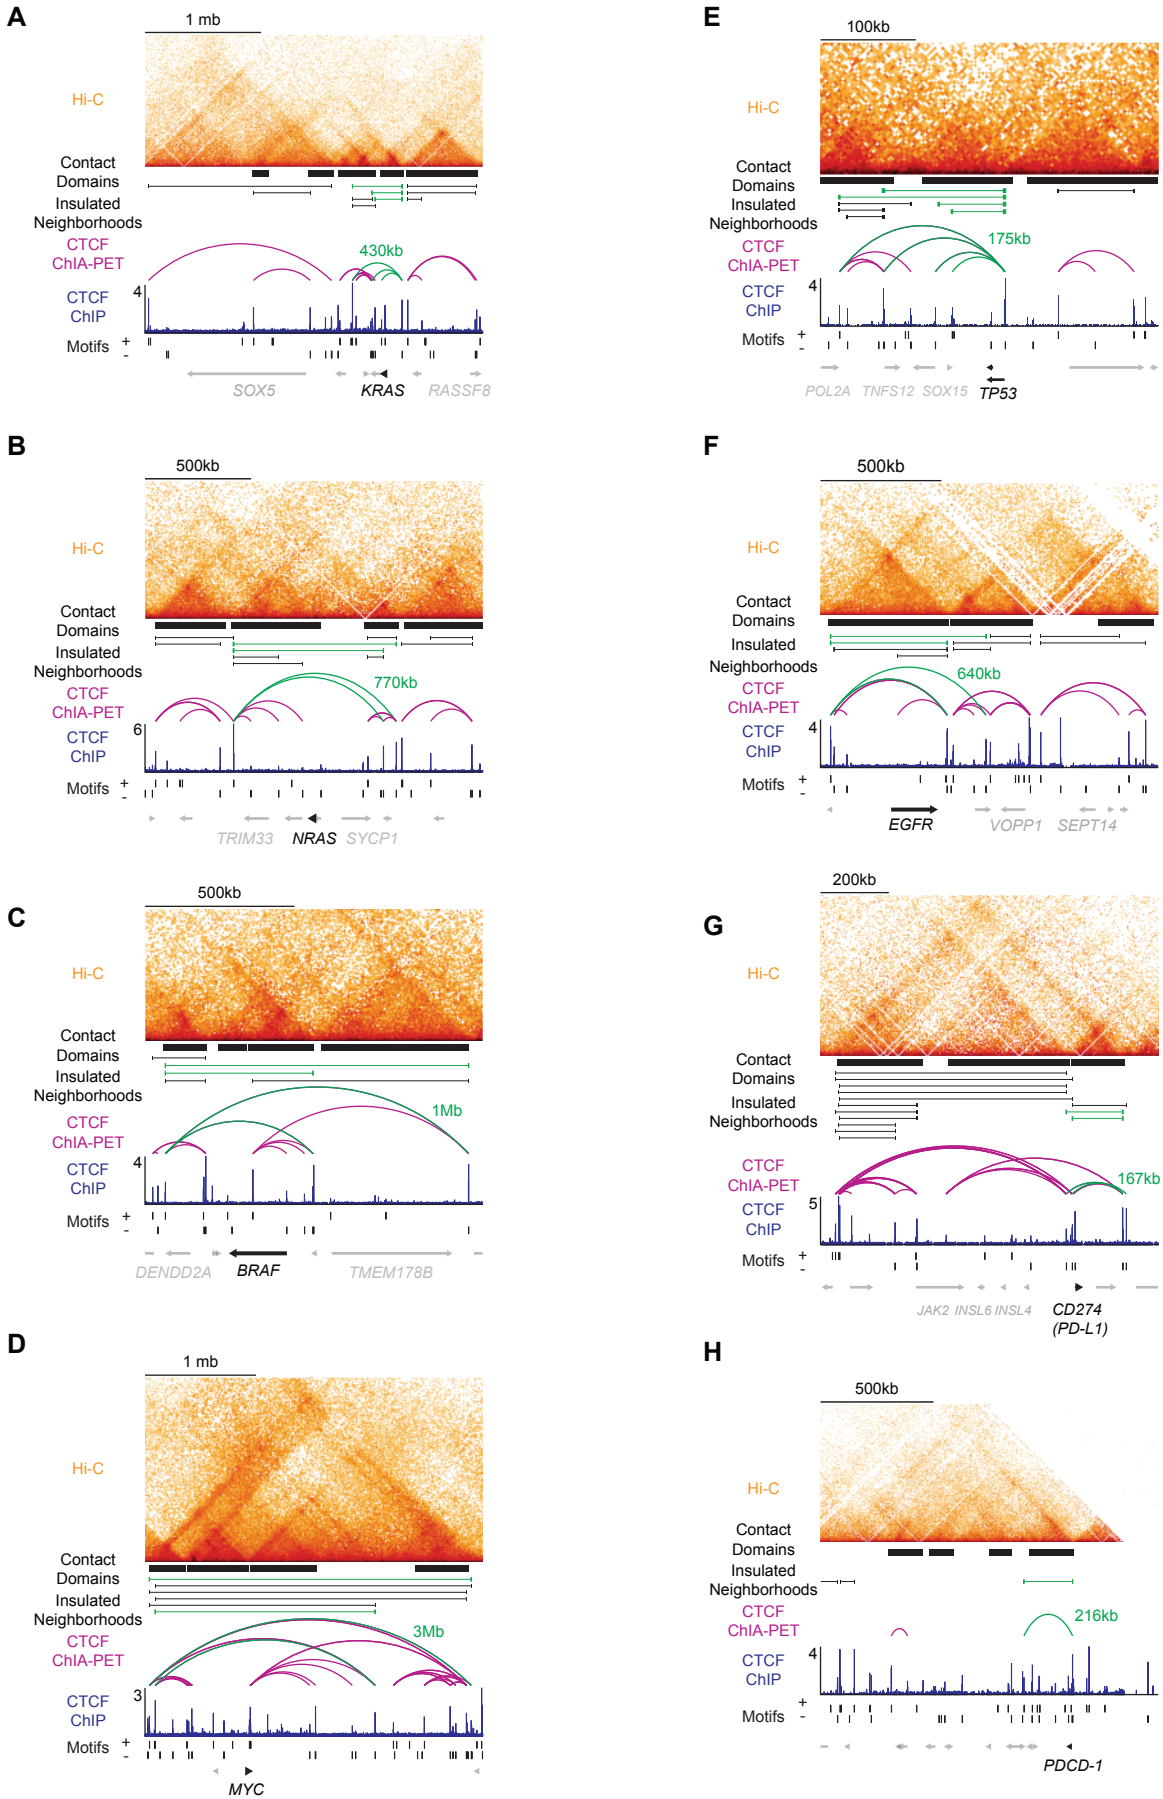 A
1 mb
Hi-C
Contact
Domains
Insulated
Neighborhoods
CTCF
ChIA-PET
430kb
CTCF
ChIP
4
Motifs + -
SOX5 KRAS RASSF8
B
500kb
Hi-C
Contact
Domains
Insulated
Neighborhoods
CTCF
ChIA-PET
770kb
CTCF
ChIP
6
Motifs + -
TRIM33 NRAS SYCP1
C
500kb
Hi-C
Contact
Domains
Insulated
Neighborhoods
CTCF
ChIA-PET
1Mb
CTCF
ChIP
4
Motifs + -
DENDD2A BRAF TMEM178B
D
1 mb
Hi-C
Contact
Domains
Insulated
Neighborhoods
CTCF
ChIA-PET
3Mb
CTCF
ChIP
3
Motifs + -
MYC
E
100kb
Hi-C
Contact
Domains
Insulated
Neighborhoods
CTCF
ChIA-PET
175kb
CTCF
ChIP
4
Motifs + -
POL2A TNFS12 SOX15 TP53
F
500kb
Hi-C
Contact
Domains
Insulated
Neighborhoods
CTCF
ChIA-PET
640kb
CTCF
ChIP
4
Motifs + -
EGFR VOPP1 SEPT14
G
200kb
Hi-C
Contact
Domains
Insulated
Neighborhoods
CTCF
ChIA-PET
167kb
CTCF
ChIP
5
Motifs + -
JAK2 INSL6 INSL4 CD274
(PD-L1)
H
500kb
Hi-C
Contact
Domains
Insulated
Neighborhoods
CTCF
ChIA-PET
216kb
CTCF
ChIP
4
Motifs + -
PDCD-1